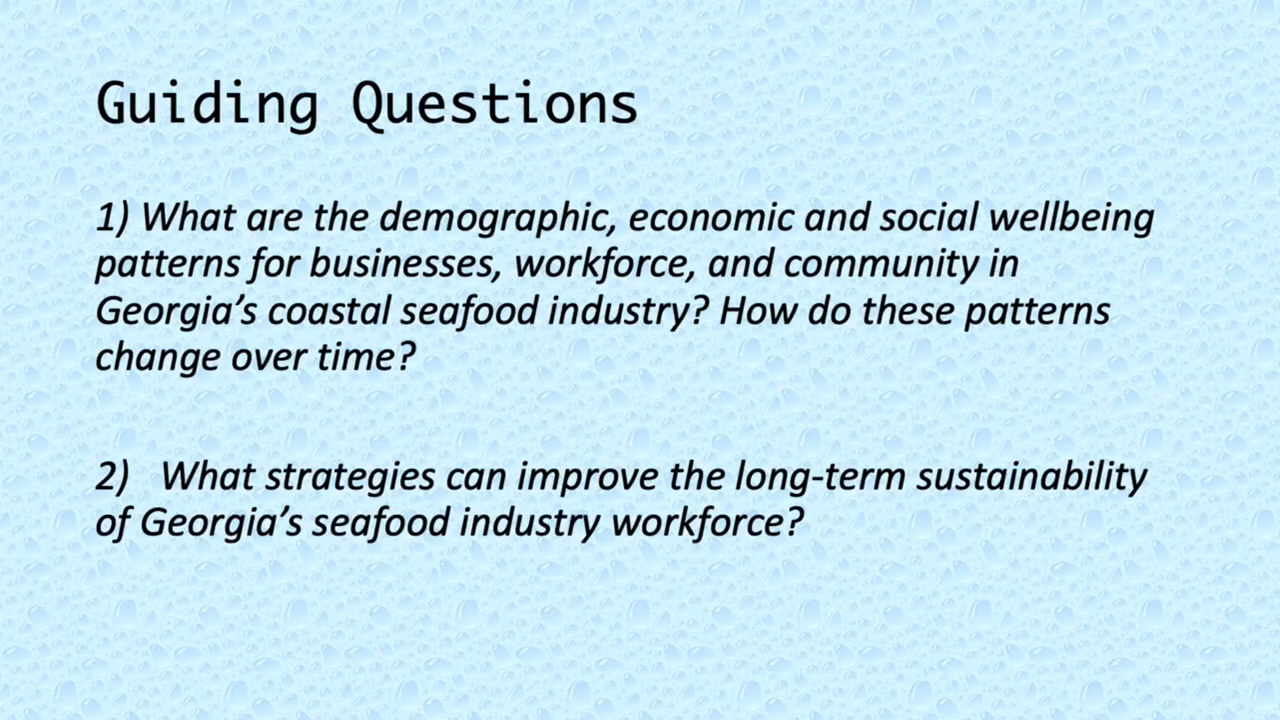 Guiding Questions
1) What are the demographic, economic and social wellbeing
patterns for businesses, workforce, and community in
Georgia’s coastal seafood industry? How do these patterns
change over time?
2) What strategies can improve the long-term sustainability
of Georgia’s seafood industry workforce?